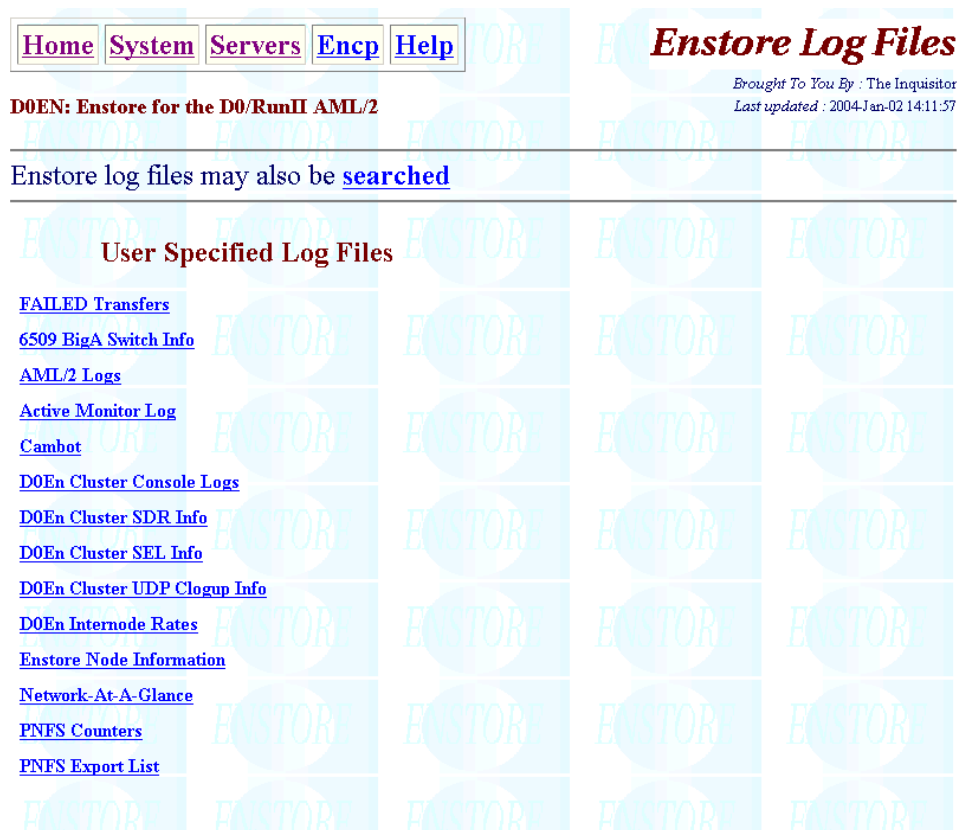 Home System Servers Encp Help
Enstore Log Files
Brought To You By : The Inquisitor
Last updated : 2004-Jan-02 14:11:57
D0EN: Enstore for the D0/RunII AML/2
Enstore log files may also be searched
User Specified Log Files
FAILED Transfers
6509 BigA Switch Info
AML/2 Logs
Active Monitor Log
Cambot
D0En Cluster Console Logs
D0En Cluster SDR Info
D0En Cluster SEL Info
D0En Cluster UDP Clogup Info
D0En Internode Rates
Enstore Node Information
Network-At-A-Glance
PNFS Counters
PNFS Export List